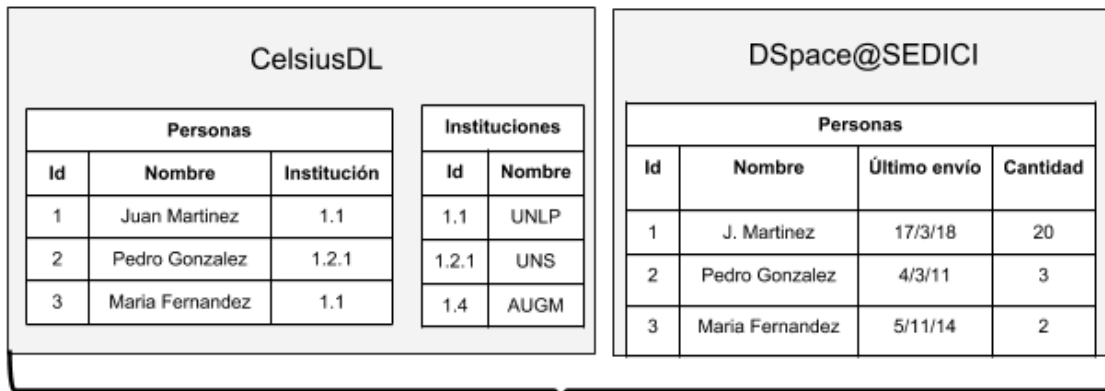 CelsiusDL
Personas
Id Nombre Institución
1 Juan Martinez 1.1
2 Pedro Gonzalez 1.2.1
3 Maria Fernandez 1.1
Instituciones
Id Nombre
1.1 UNLP
1.2.1 UNS
1.4 AUGM
DSpace@SEDICI
Personas
Id Nombre Último envío Cantidad
1 J. Martinez 17/3/18 20
2 Pedro Gonzalez 4/3/11 3
3 Maria Fernandez 5/11/14 2